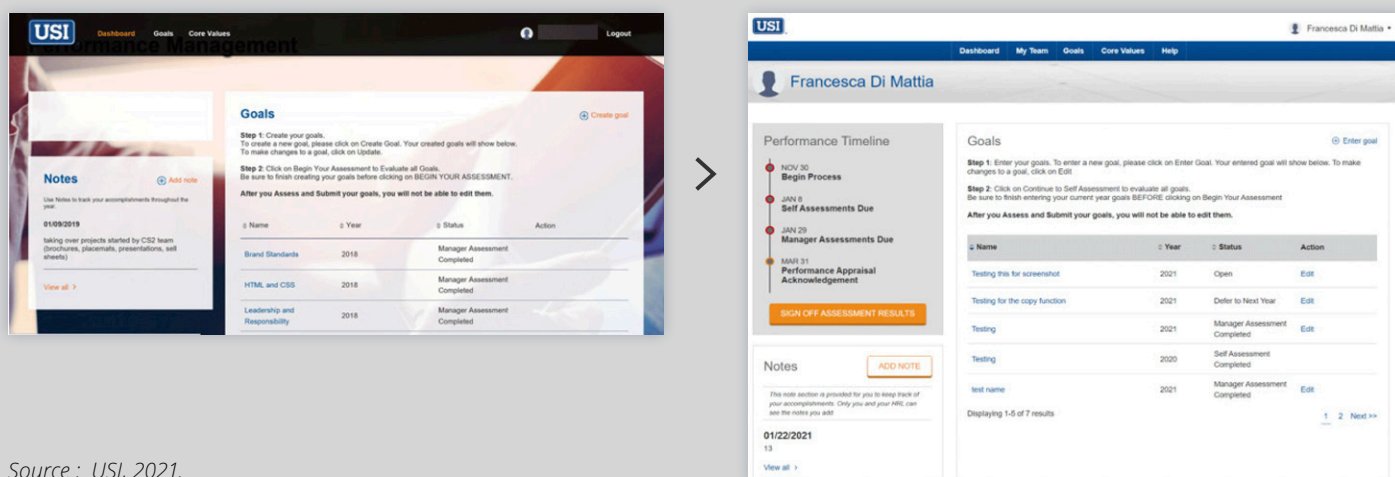 USI
Dashboard Goals Core Values Logout
Performance Management
Notes
Add note
Use Notes to track your accomplishments throughout the
year.
01/09/2019
taking over projects started by CS2 team
(brochures, placemats, presentations, sell
sheets)
View all >
Goals
Create goal
Step 1: Create your goals.
To create a new goal, please click on Create Goal. Your created goals will show below.
To make changes to a goal, click on Update.
Step 2: Click on Begin Your Assessment to Evaluate all Goals.
Be sure to finish creating your goals before clicking on BEGIN YOUR ASSESSMENT.
After you Assess and Submit your goals, you will not be able to edit them.
Name Year Status Action
Brand Standards 2018 Manager Assessment
Completed
HTML and CSS 2018 Manager Assessment
Completed
Leadership and
Responsibility 2018 Manager Assessment
Completed
>
USI
Francesca Di Mattia
Dashboard My Team Goals Core Values Help
Francesca Di Mattia
Performance Timeline
NOV 30
Begin Process
JAN 8
Self Assessments Due
JAN 29
Manager Assessments Due
MAR 31
Performance Appraisal
Acknowledgement
SIGN OFF ASSESSMENT RESULTS
Notes
ADD NOTE
This note section is provided for you to keep track of
your accomplishments. Only you and your HRL can
see the notes you add.
01/22/2021
13
View all >
Goals
Enter goal
Step 1: Enter your goals. To enter a new goal, please click on Enter Goal. Your entered goal will show below. To make
changes to a goal, click on Edit
Step 2: Click on Continue to Self Assessment to evaluate all goals.
Be sure to finish entering your current year goals BEFORE clicking on Begin Your Assessment
After you Assess and Submit your goals, you will not be able to edit them.
Name Year Status Action
Testing this for screenshot 2021 Open Edit
Testing for the copy function 2021 Defer to Next Year Edit
Testing 2021 Manager Assessment
Completed Edit
Testing 2020 Self Assessment
Completed
test name 2021 Manager Assessment
Completed Edit
Displaying 1-5 of 7 results
1 2 Next >>
Source : USI, 2021.